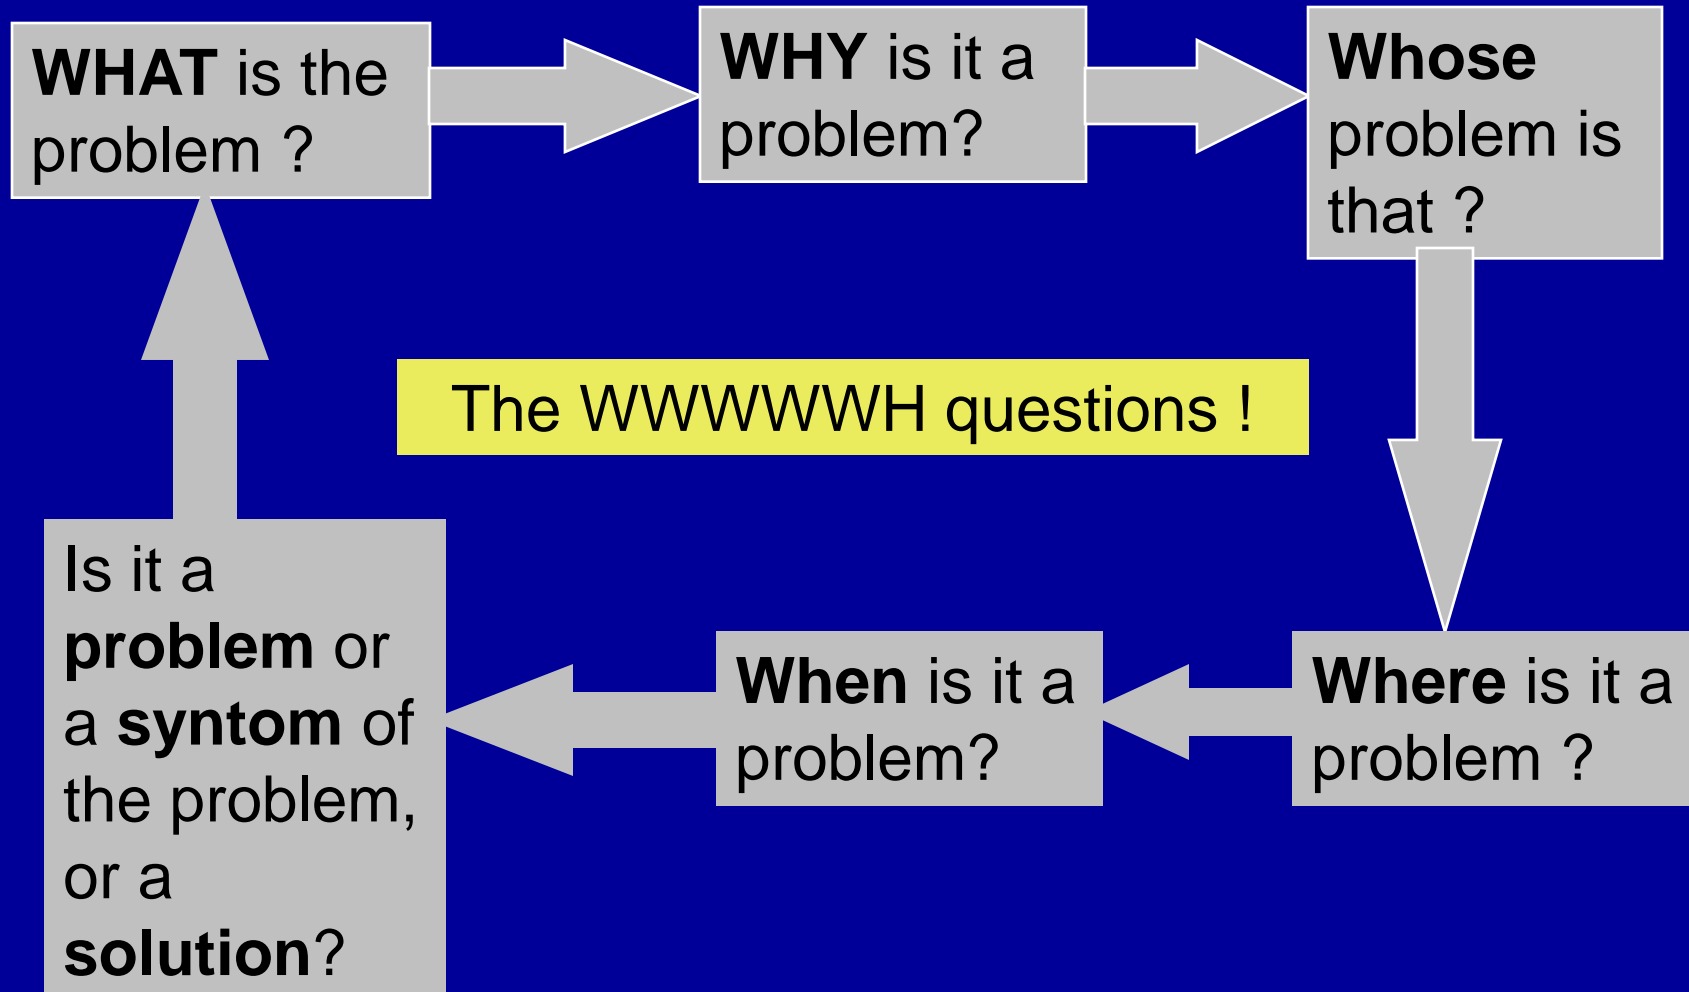 WHAT is the
problem ?
WHY is it a
problem?
Whose
problem is
that ?
The WWWWWH questions !
Where is it a
problem ?
When is it a
problem?
Is it a
problem or
a syntom of
the problem,
or a
solution?